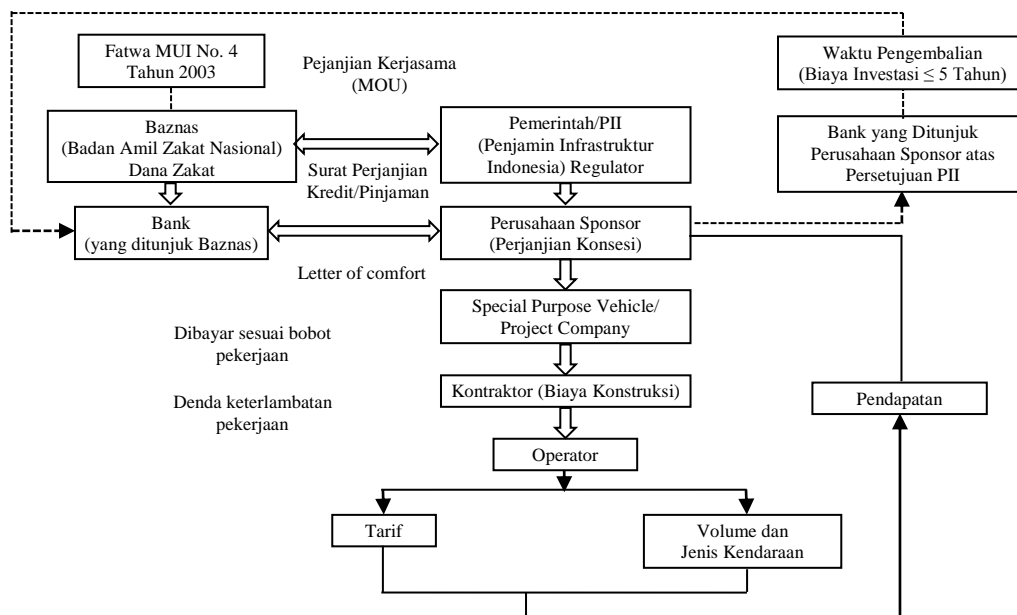 Fatwa MUI No. 4
Tahun 2003
Pejanjian Kerjasama
(MOU)
Waktu Pengembalian
(Biaya Investasi ≤ 5 Tahun)
Baznas
(Badan Amil Zakat Nasional)
Dana Zakat
Pemerintah/PII
(Penjamin Infrastruktur
Indonesia) Regulator
Bank yang Ditunjuk
Perusahaan Sponsor atas
Persetujuan PII
Surat Perjanjian
Kredit/Pinjaman
Bank
(yang ditunjuk Baznas)
Perusahaan Sponsor
(Perjanjian Konsesi)
Letter of comfort
Special Purpose Vehicle/
Project Company
Dibayar sesuai bobot
pekerjaan
Kontraktor (Biaya Konstruksi)
Denda keterlambatan
pekerjaan
Pendapatan
Operator
Tarif
Volume dan
Jenis Kendaraan